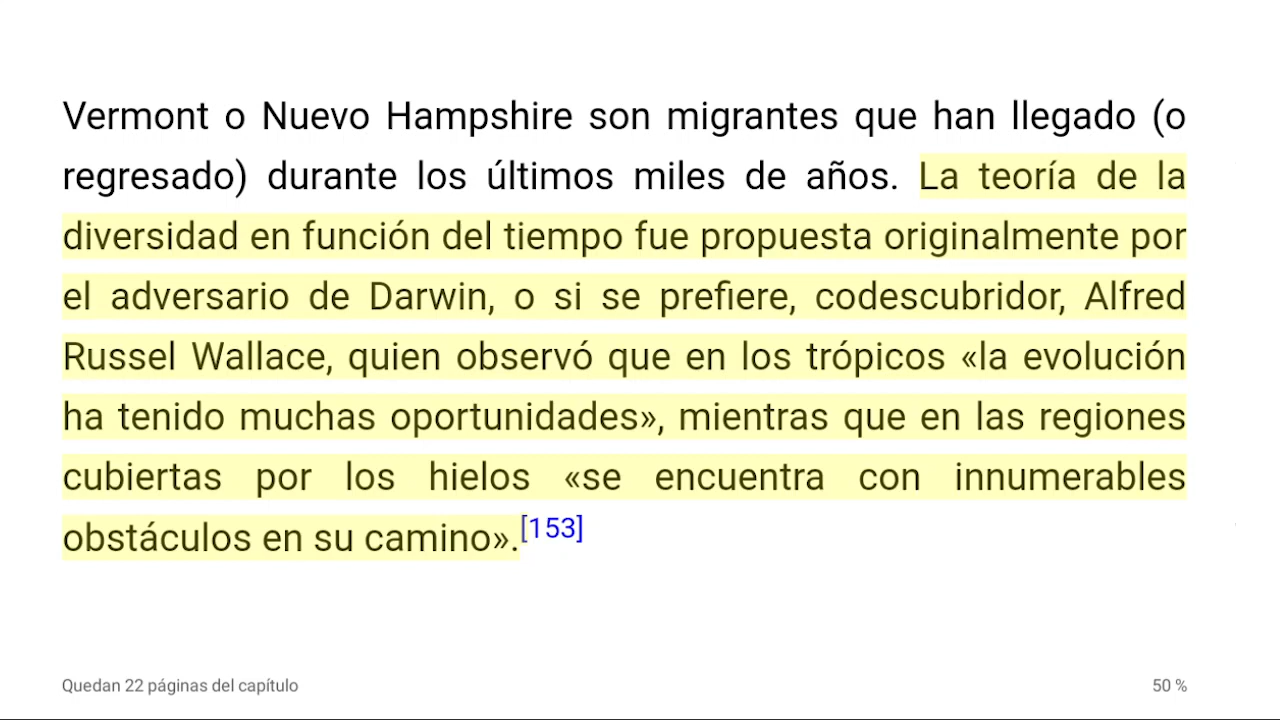 Vermont o Nuevo Hampshire son migrantes que han llegado (o
regresado) durante los últimos miles de años. La teoría de la
diversidad en función del tiempo fue propuesta originalmente por
el adversario de Darwin, o si se prefiere, codescubridor, Alfred
Russel Wallace, quien observó que en los trópicos «la evolución
ha tenido muchas oportunidades», mientras que en las regiones
cubiertas por los hielos «se encuentra con innumerables
obstáculos en su camino».[153]
Quedan 22 páginas del capítulo 50 %